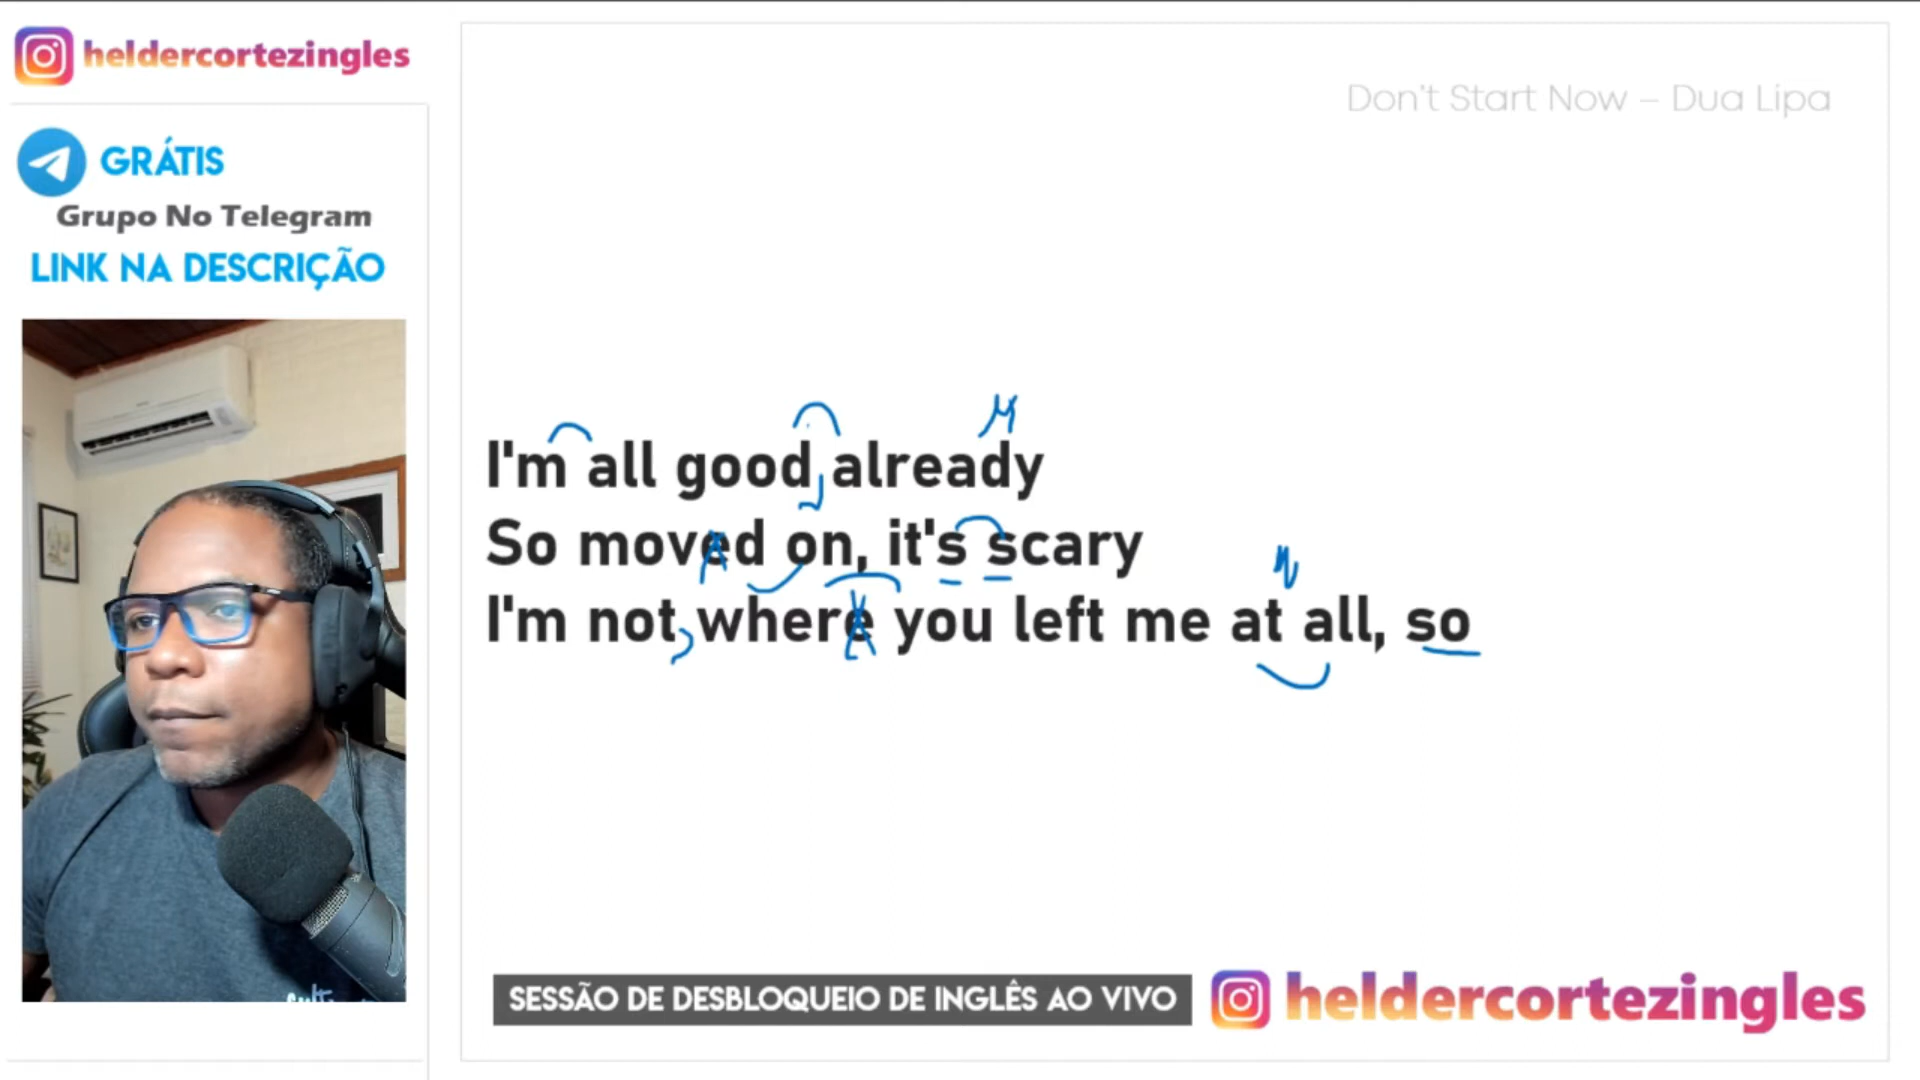 heldercortezingles
GRÁTIS
Grupo No Telegram
LINK NA DESCRIÇÃO
Don't Start Now – Dua Lipa
I'm all good already
So moved on, it's scary
I'm not where you left me at all, so
SESSÃO DE DESBLOQUEIO DE INGLÊS AO VIVO
heldercortezingles